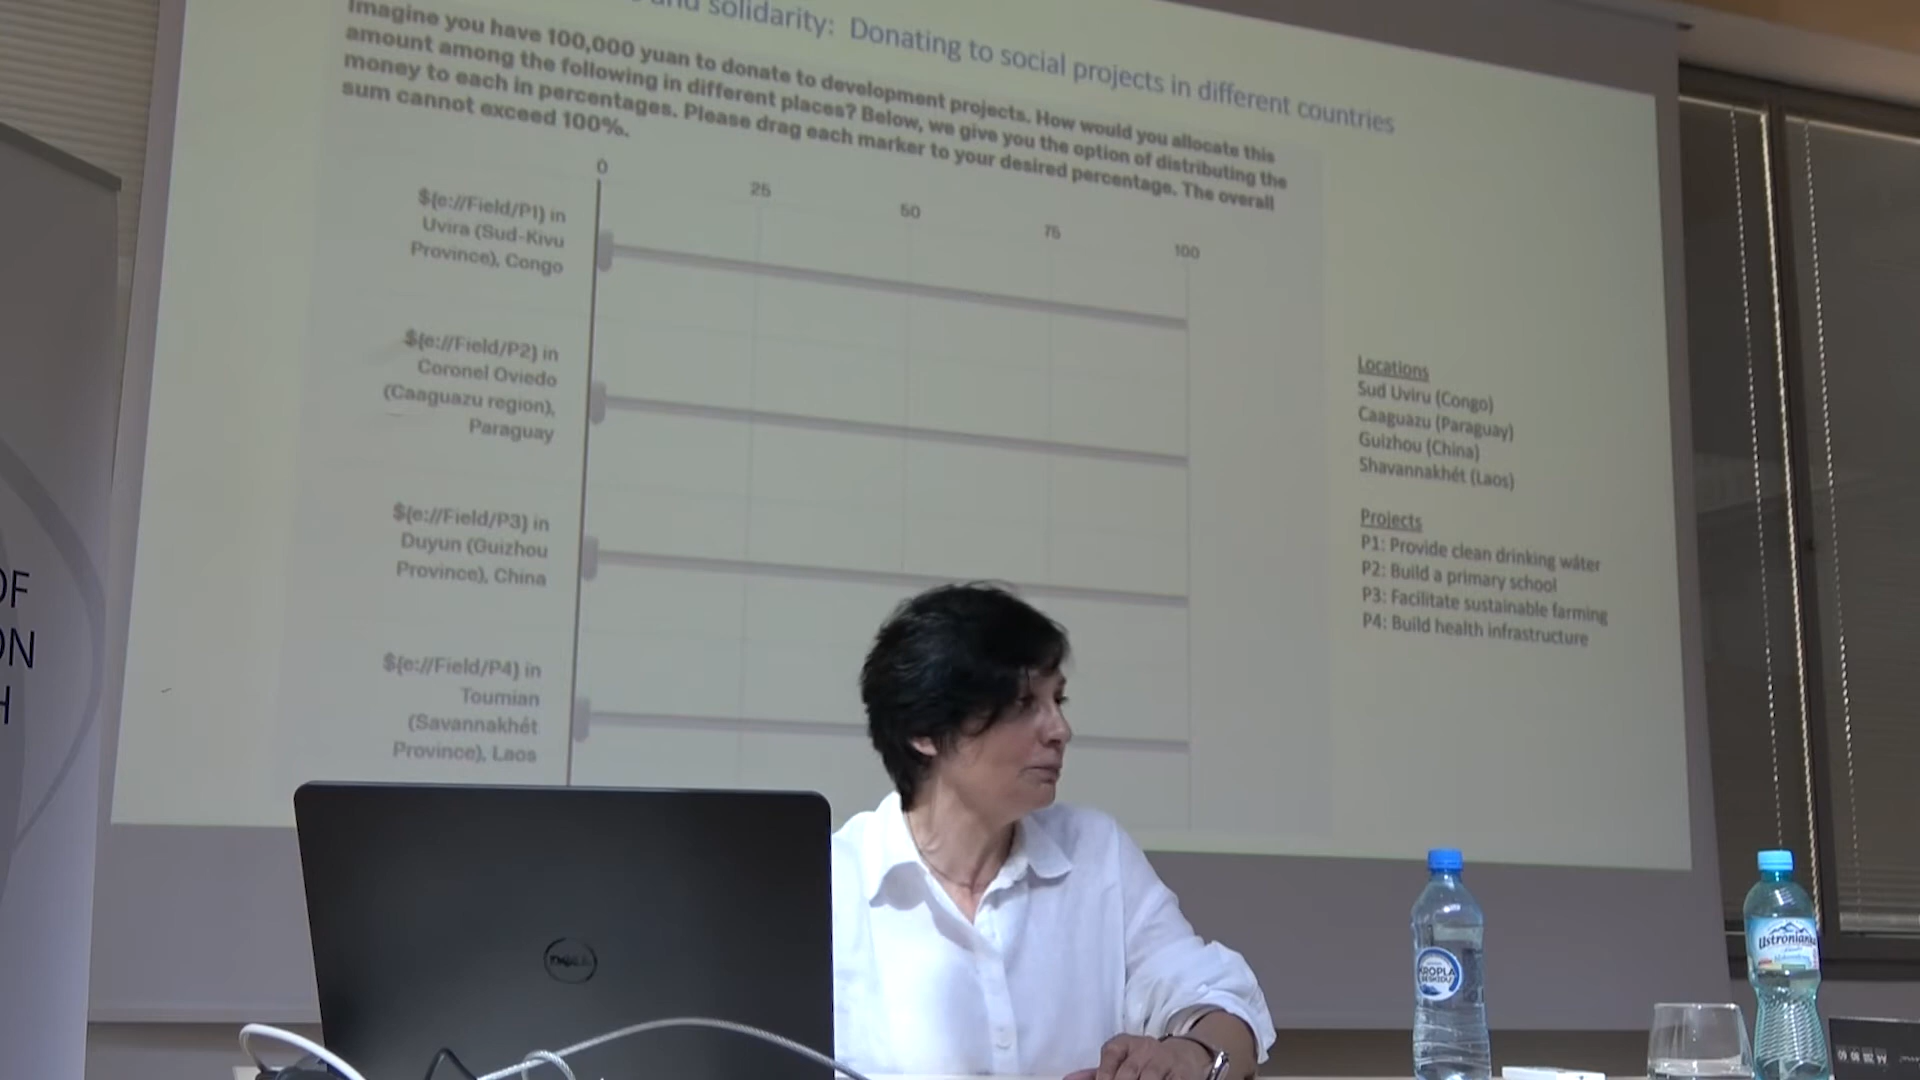 and solidarity: Donating to social projects in different countries
Imagine you have 100,000 yuan to donate to development projects. How would you allocate this
amount among the following in different places? Below, we give you the option of distributing the
money to each in percentages. Please drag each marker to your desired percentage. The overall
sum cannot exceed 100%.
0
25
50
75
100
${e://Field/P1} in
Uvira (Sud-Kivu
Province), Congo
${e://Field/P2} in
Coronel Oviedo
(Caaguazu region),
Paraguay
${e://Field/P3} in
Duyun (Guizhou
Province), China
${e://Field/P4} in
Toumian
(Savannakhét
Province), Laos
Locations
Sud Uviru (Congo)
Caaguazu (Paraguay)
Guizhou (China)
Shavannakhét (Laos)
Projects
P1: Provide clean drinking water
P2: Build a primary school
P3: Facilitate sustainable farming
P4: Build health infrastructure
OF
ON
H
DELL
KROPLA
BESKIDU
Ustronianka